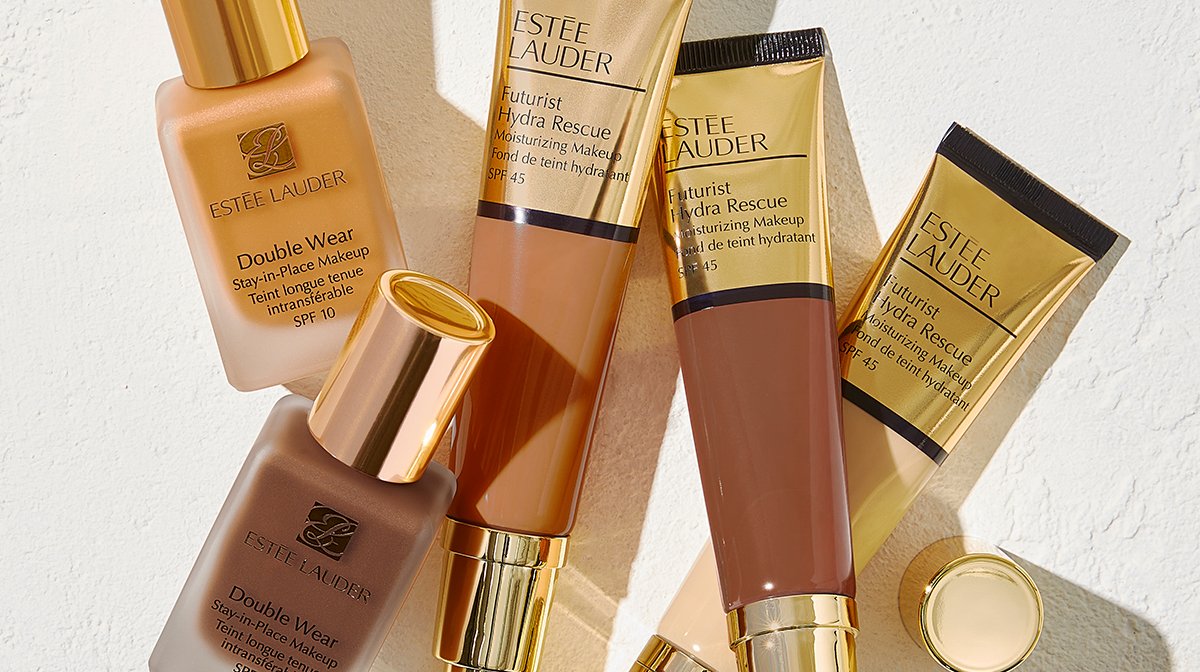 ESTĒE LAUDER
Double Wear
Stay-in-Place Makeup
Teint longue tenue
intransférable
SPF 10
ESTĒE LAUDER
Double Wear
Stay-in-Place Makeup
Teint longue tenue
intransférable
ESTĒE
LAUDER
Futurist
Hydra Rescue
Moisturizing Makeup
Fond de teint hydratant
SPF 45
ESTĒE
LAUDER
Futurist
Hydra Rescue
Moisturizing Makeup
Fond de teint hydratant
SPF 45
ESTĒE
LAUDER
Futurist
Hydra Rescue
Moisturizing Makeup
Fond de teint hydratant
SPF 45